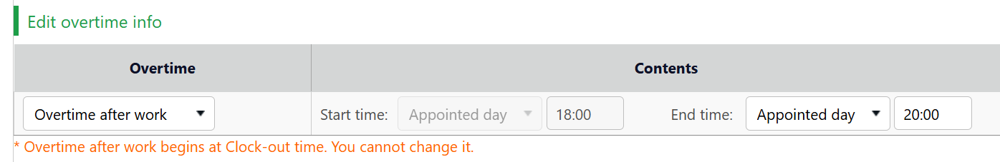 Edit overtime info
Overtime Contents
Overtime after work Start time: Appointed day 18:00 End time: Appointed day 20:00
* Overtime after work begins at Clock-out time. You cannot change it.